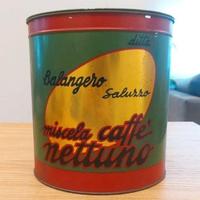 ditta
Balangero
Saluzzo
miscela caffè
nettuno